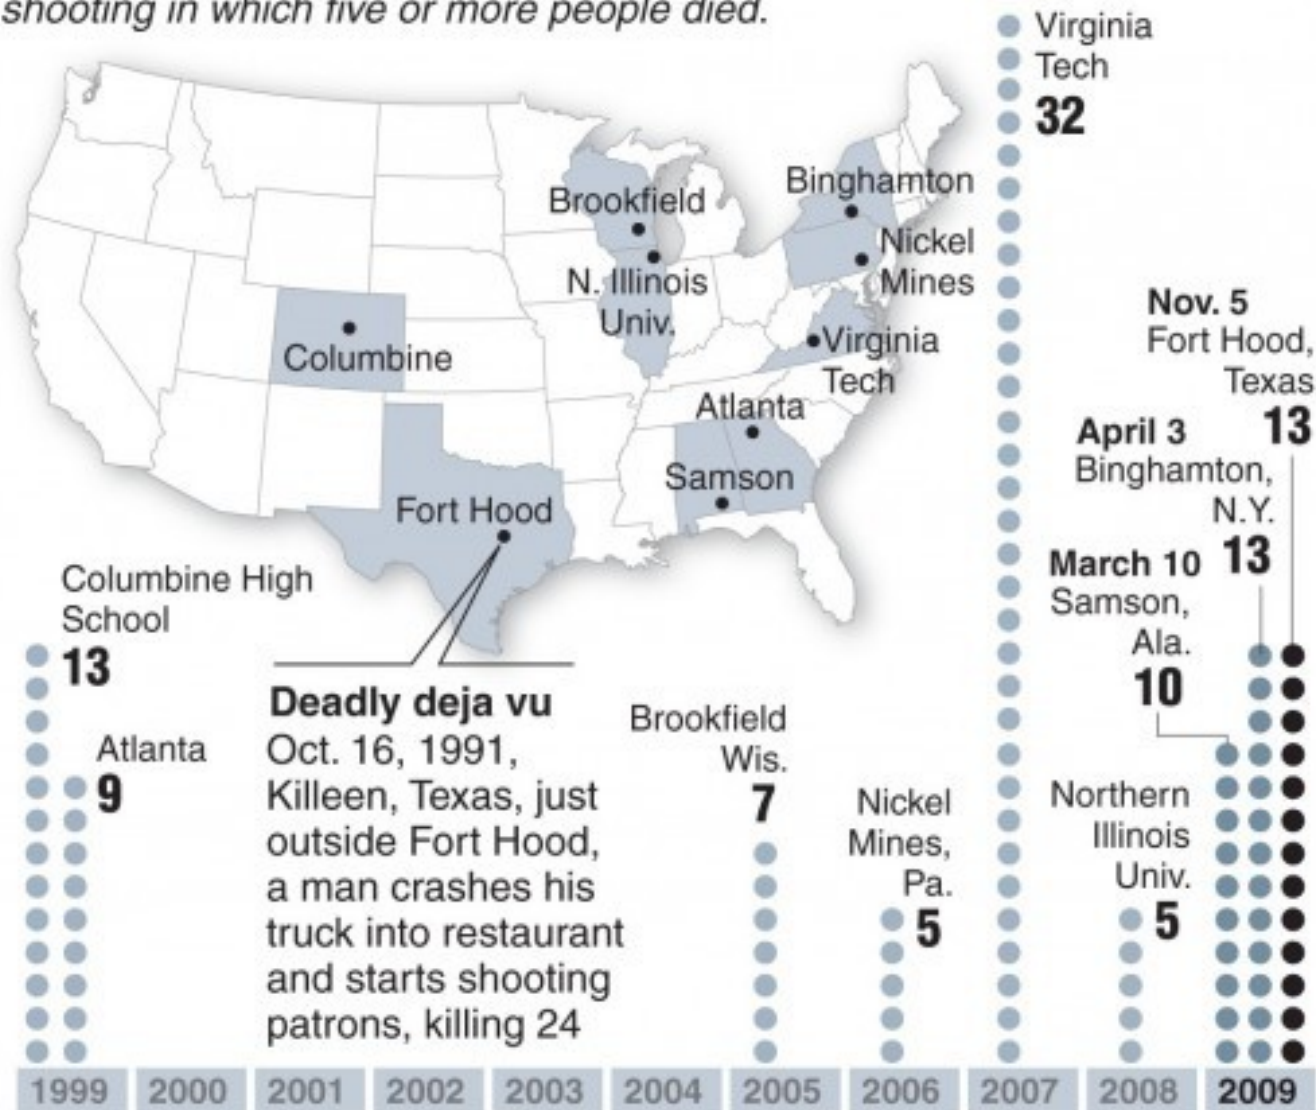 shooting in which five or more people died.
Virginia
Tech
32
Brookfield
N. Illinois
Univ.
Binghamton
Nickel
Mines
Columbine
Virginia
Tech
Atlanta
Samson
Fort Hood
Nov. 5
Fort Hood,
Texas
13
April 3
Binghamton,
N.Y.
13
March 10
Samson,
Ala.
10
Columbine High
School
13
Atlanta
9
Deadly deja vu
Oct. 16, 1991,
Killeen, Texas, just
outside Fort Hood,
a man crashes his
truck into restaurant
and starts shooting
patrons, killing 24
Brookfield
Wis.
7
Nickel
Mines,
Pa.
5
Northern
Illinois
Univ.
5
1999 2000 2001 2002 2003 2004 2005 2006 2007 2008 2009